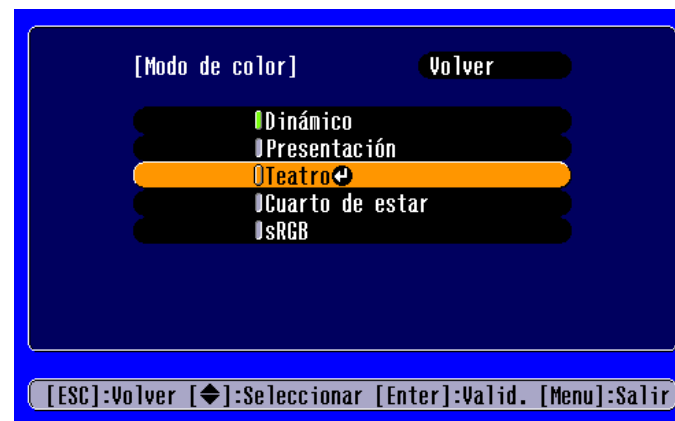 [Modo de color] Volver
Dinámico
Presentación
Teatro
Cuarto de estar
sRGB
[ESC]:Volver [◆]:Seleccionar [Enter]:Valid. [Menu]:Salir